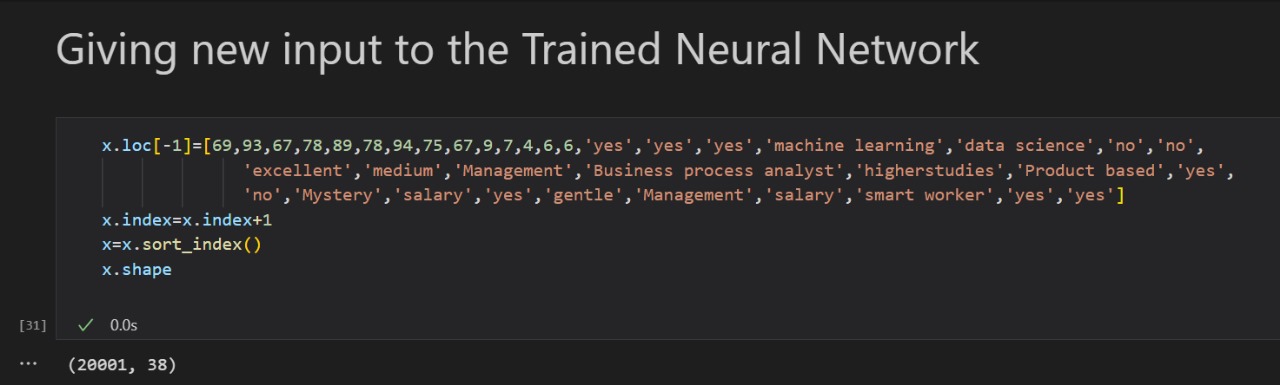 Giving new input to the Trained Neural Network
x.loc[-1]=[69,93,67,78,89,78,94,75,67,9,7,4,6,6,'yes','yes','yes','machine learning','data science','no','no',
'excellent','medium','Management','Business process analyst','higherstudies','Product based','yes',
'no','Mystery','salary','yes','gentle','Management','salary','smart worker','yes','yes']
x.index=x.index+1
x=x.sort_index()
x.shape
[31] ✓ 0.0s
... (20001, 38)